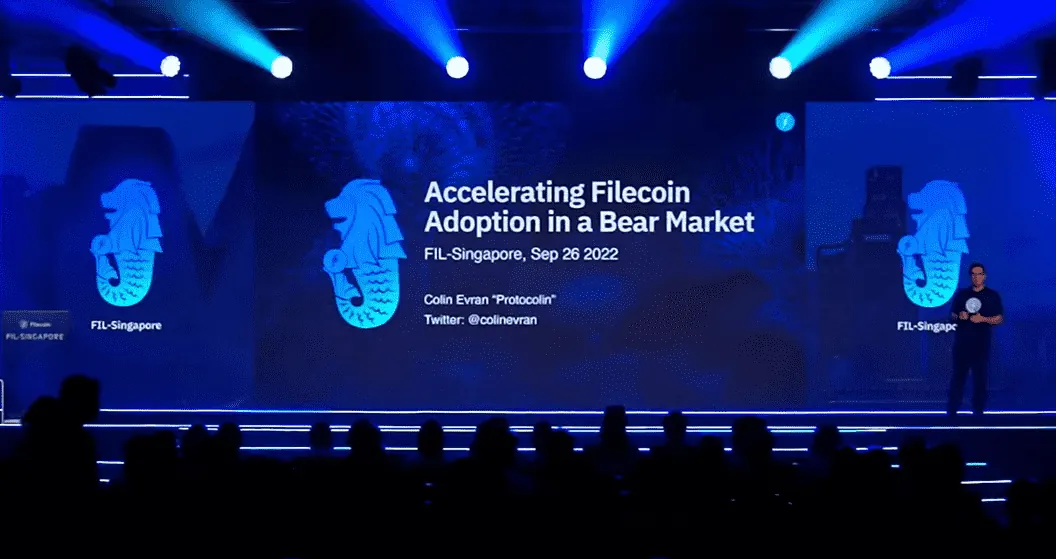 Accelerating Filecoin
Adoption in a Bear Market
FIL-Singapore, Sep 26 2022
Colin Evran "Protocolin"
Twitter: @colinevran
FIL-Singapore
FIL-Singapo
Filecoin
FIL-SINGAPORE